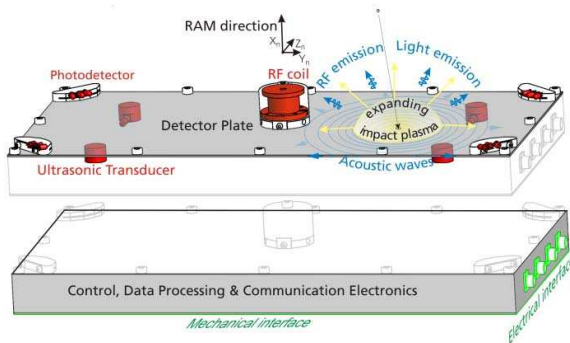 RAM direction
Xn
Zn
Yn
RF coil
RF emission
Light emission
Photodetector
expanding
impact plasma
Detector Plate
Acoustic waves
Ultrasonic Transducer
Control, Data Processing & Communication Electronics
Mechanical interface
Electrical interface